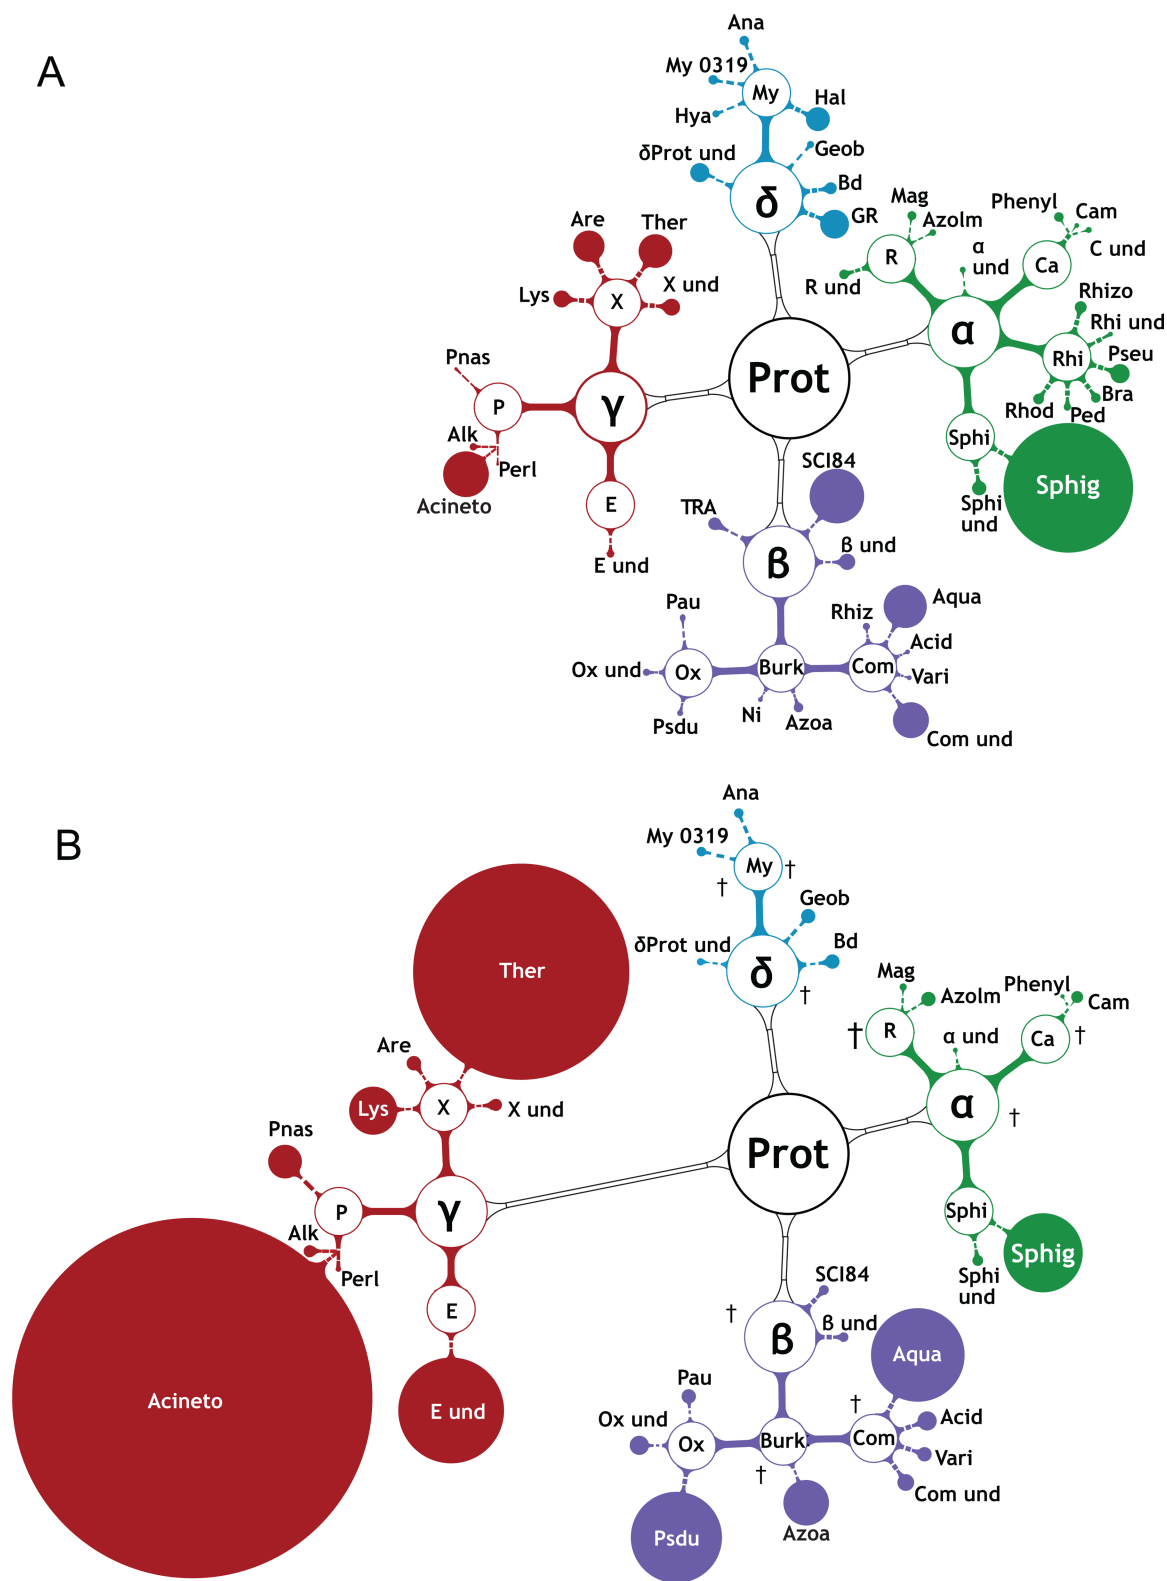 A
Ana
My 0319
My
Hal
Hya
δProt und
Geob
Bd
δ
GR
Are
Ther
Mag
Azolm
Phenyl
Cam
C und
R
α
und
Ca
R und
Lys
X
X und
Rhizo
Rhi und
α
Pseu
Rhi
Bra
Prot
Pnas
P
γ
Rhod
Ped
Alk
Perl
Acineto
Sphi
Sphig
SCI84
Sphi
und
TRA
E
ß und
ß
E und
Pau
Rhiz
Aqua
Acid
Ox und
Ox
Burk
Com
Vari
Psdu
Ni
Azoa
Com und
B
Ana
My 0319
My
†
†
Geob
δProt und
Bd
δ
†
Ther
Mag
Azolm
Phenyl
Cam
†
R
α und
Ca
†
Are
Lys
X
X und
α
†
Pnas
Prot
P
γ
Sphi
Sphig
Alk
Perl
Sphi
und
SCI84
E
†
ß
ß und
Aqua
Acineto
E und
Pau
†
Ox und
Acid
Ox
Burk
Com
Vari
†
Com und
Psdu
Azoa